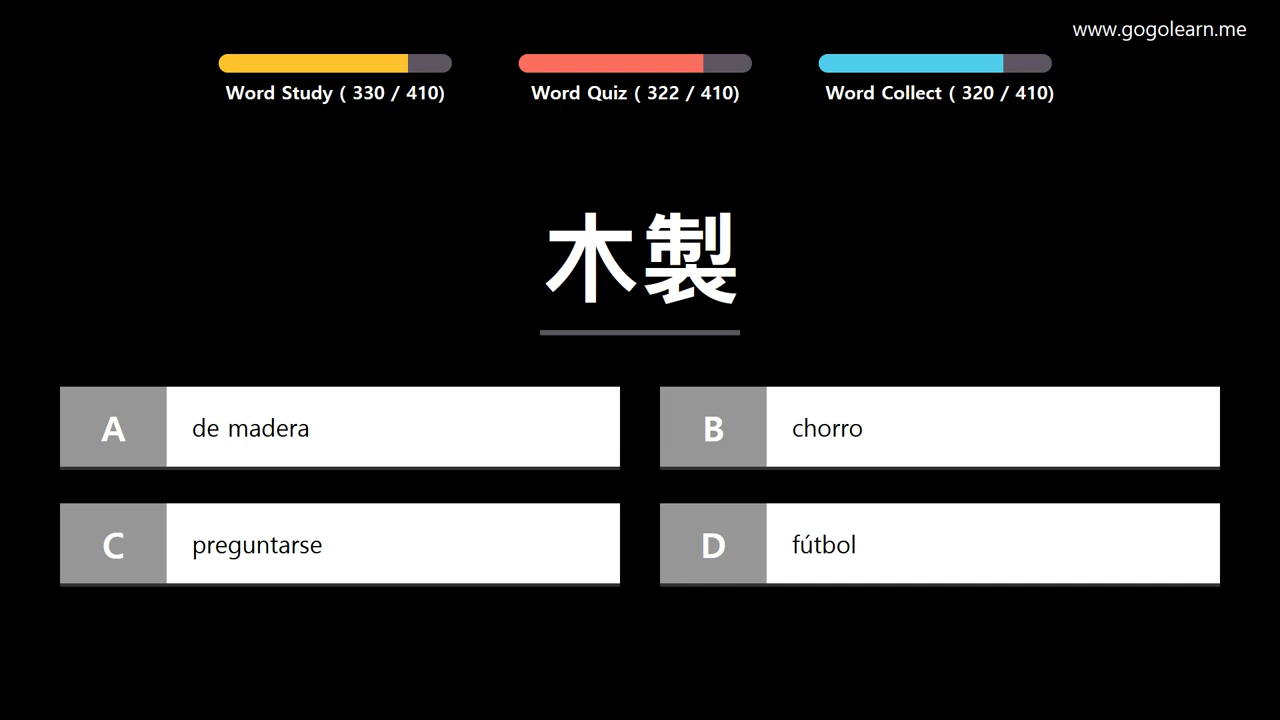 www.gogolearn.me
Word Study ( 330 / 410)
Word Quiz ( 322 / 410)
Word Collect ( 320 / 410)
木製
A de madera
B chorro
C preguntarse
D fútbol